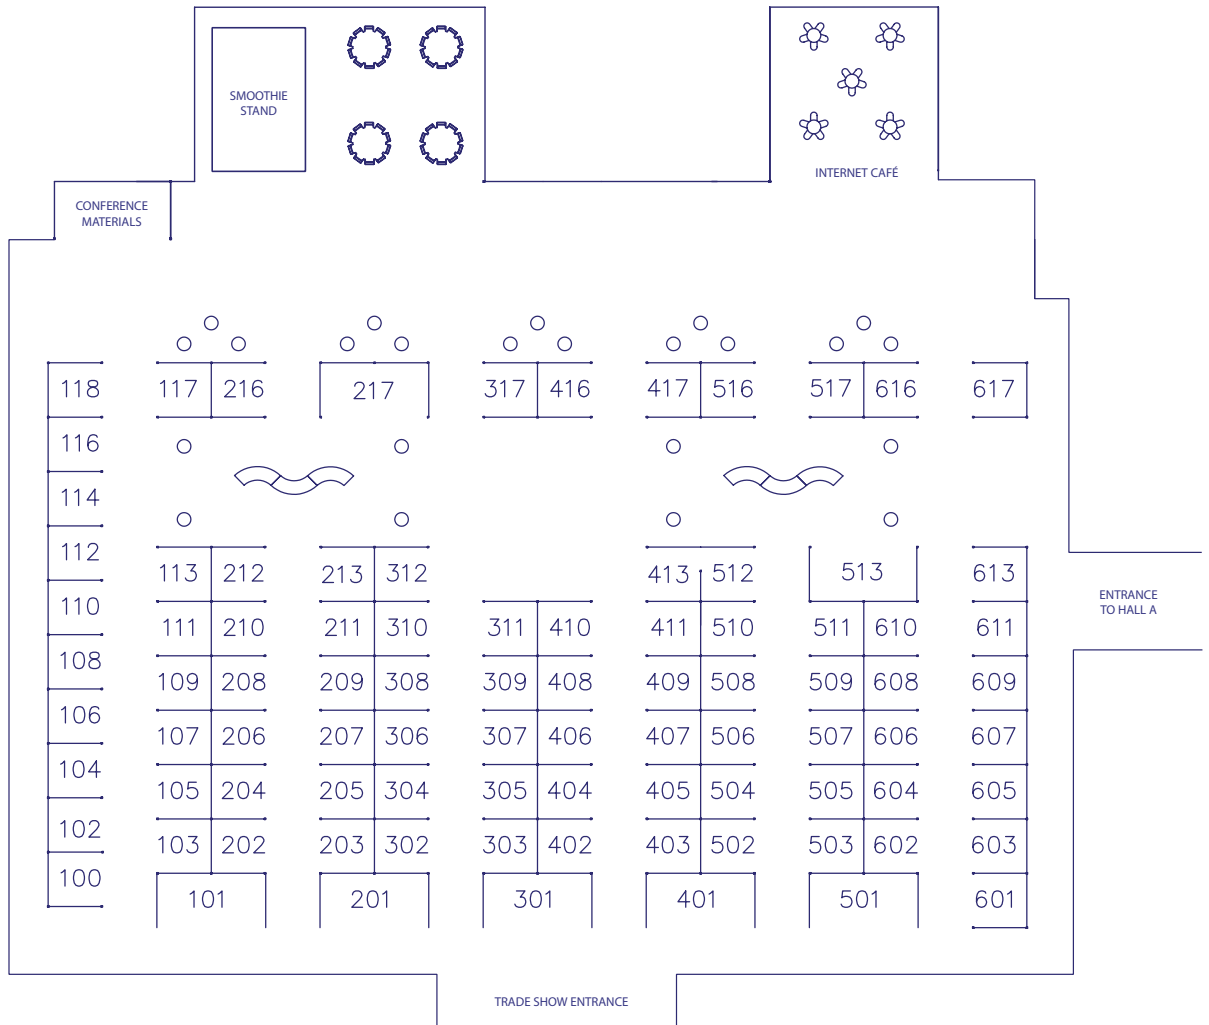 SMOOTHIE
STAND
INTERNET CAFÉ
CONFERENCE
MATERIALS
118 117 216 217 317 416 417 516 517 616 617
116
114
112 113 212 213 312 413 512 513 613
110 111 210 211 310 311 410 411 510 511 610 611
108 109 208 209 308 309 408 409 508 509 608 609
106 107 206 207 306 307 406 407 506 507 606 607
104 105 204 205 304 305 404 405 504 505 604 605
102 103 202 203 302 303 402 403 502 503 602 603
100 101 201 301 401 501 601
ENTRANCE
TO HALL A
TRADE SHOW ENTRANCE